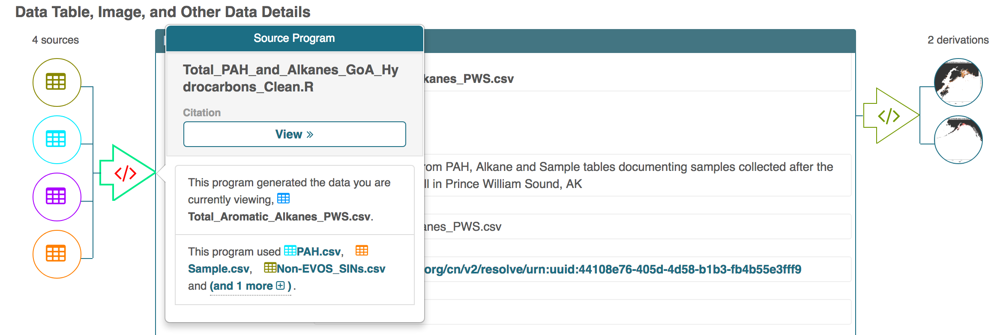 Data Table, Image, and Other Data Details
4 sources
Source Program
2 derivations
Total_PAH_and_Alkanes_GoA_Hy
drocarbons_Clean.R
kanes_PWS.csv
Citation
View »
</>
</>
This program generated the data you are
currently viewing,
Total_Aromatic_Alkanes_PWS.csv.
rom PAH, Alkane and Sample tables documenting samples collected after the
ll in Prince William Sound, AK
anes_PWS.csv
This program used PAH.csv,
Sample.csv, Non-EVOS_SINs.csv
and (and 1 more + ) .
org/cn/v2/resolve/urn:uuid:44108e76-405d-4d58-b1b3-fb4b55e3fff9